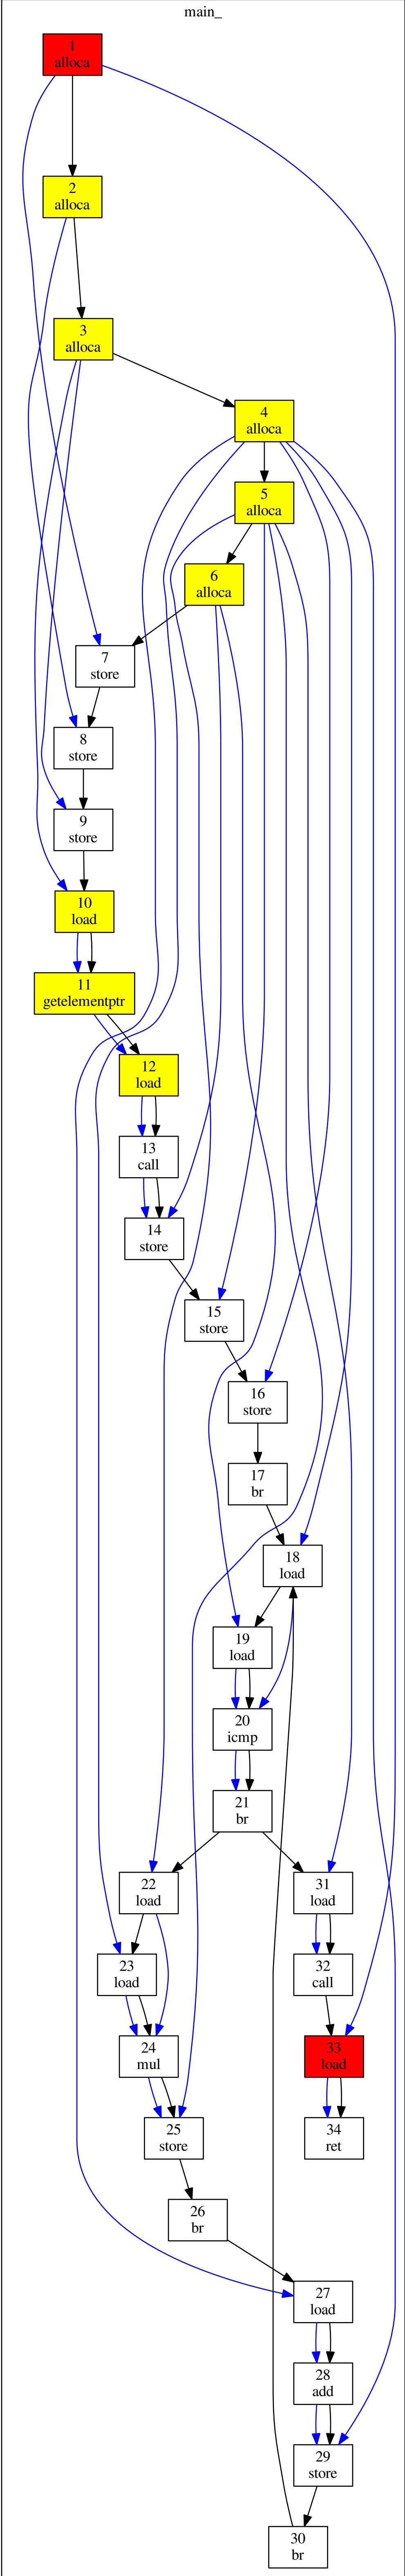 main_
1
alloca
2
alloca
3
alloca
4
alloca
5
alloca
6
alloca
7
store
8
store
9
store
10
load
11
getelementptr
12
load
13
call
14
store
15
store
16
store
17
br
18
load
19
load
20
icmp
21
br
22
load
31
load
23
load
32
call
24
mul
33
load
25
store
34
ret
26
br
27
load
28
add
29
store
30
br